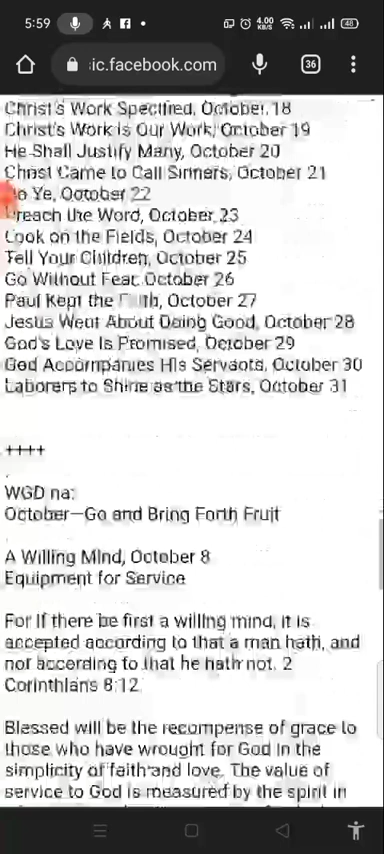 5:59
4.00
KB/S
48
ic.facebook.com
36
Christ's Work Specified, October 18
Christ's Work is Our Work, October 19
He Shall Justify Many, October 20
Christ Came to Call Sinners, October 21
Go Ye, October 22
Preach the Word, October 23
Look on the Fields, October 24
Tell Your Children, October 25
Go Without Fear, October 26
Paul Kept the Faith, October 27
Jesus Went About Doing Good, October 28
God's Love Is Promised, October 29
God Accompanies His Servants, October 30
Laborers to Shine as the Stars, October 31
++++
WGD na:
October—Go and Bring Forth Fruit
A Willing Mind, October 8
Equipment for Service
For if there be first a willing mind, it is
accepted according to that a man hath, and
not according to that he hath not. 2
Corinthians 8:12
Blessed will be the recompense of grace to
those who have wrought for God in the
simplicity of faith and love. The value of
service to God is measured by the spirit in